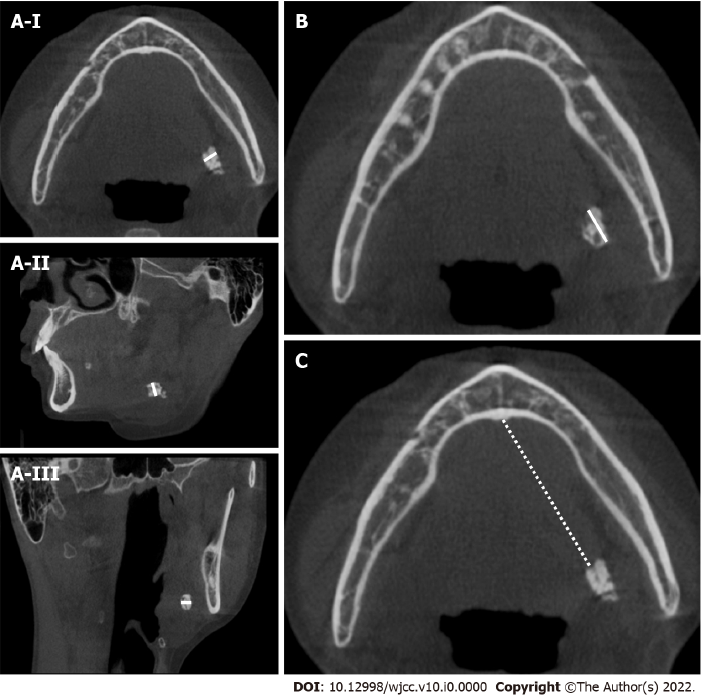 A-I
B
A-II
C
A-III
DOI: 10.12998/wjcc.v10.i0.0000 Copyright ©The Author(s) 2022.